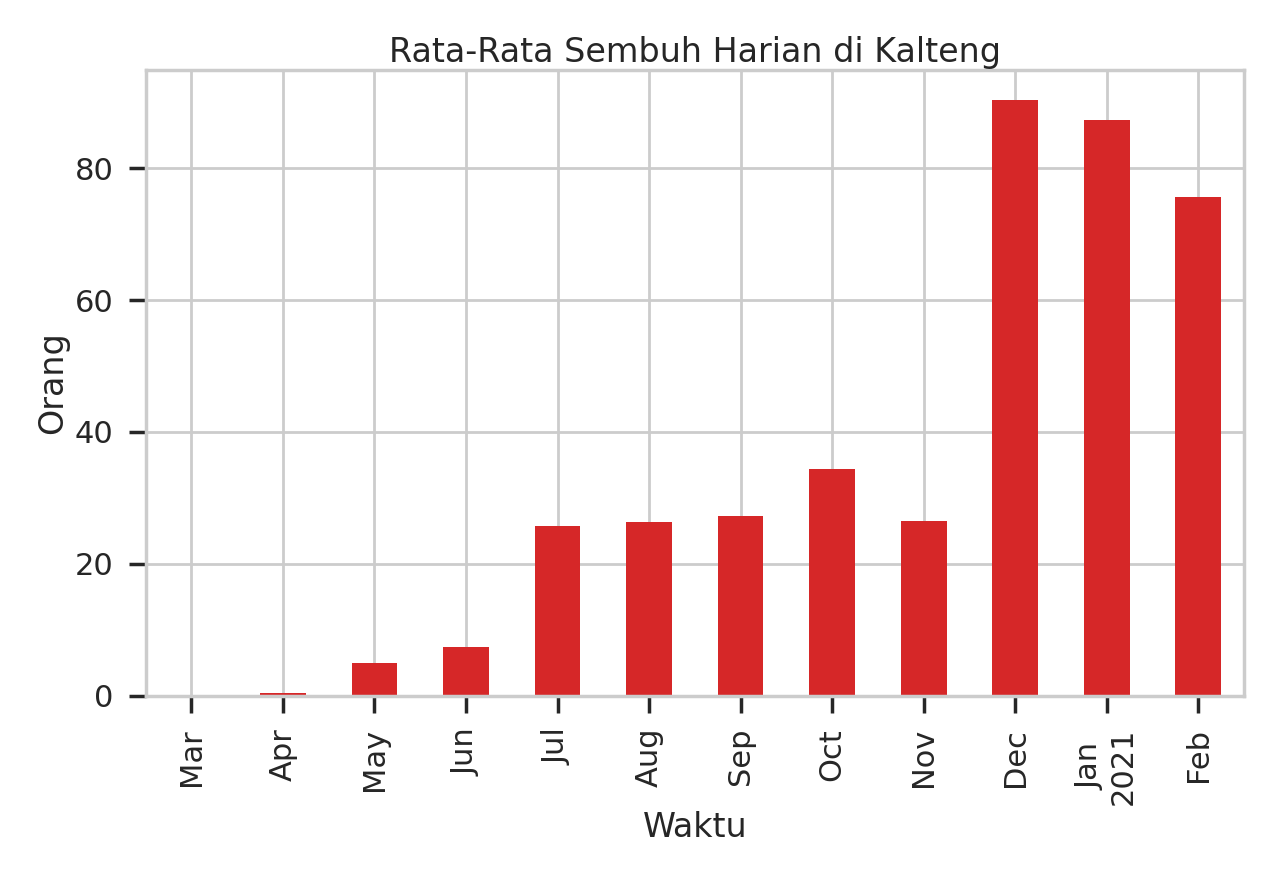 Rata-Rata Sembuh Harian di Kalteng
Orang
80
60
40
20
0
Mar
Apr
May
Jun
Jul
Aug
Sep
Oct
Nov
Dec
Jan
2021
Feb
Waktu